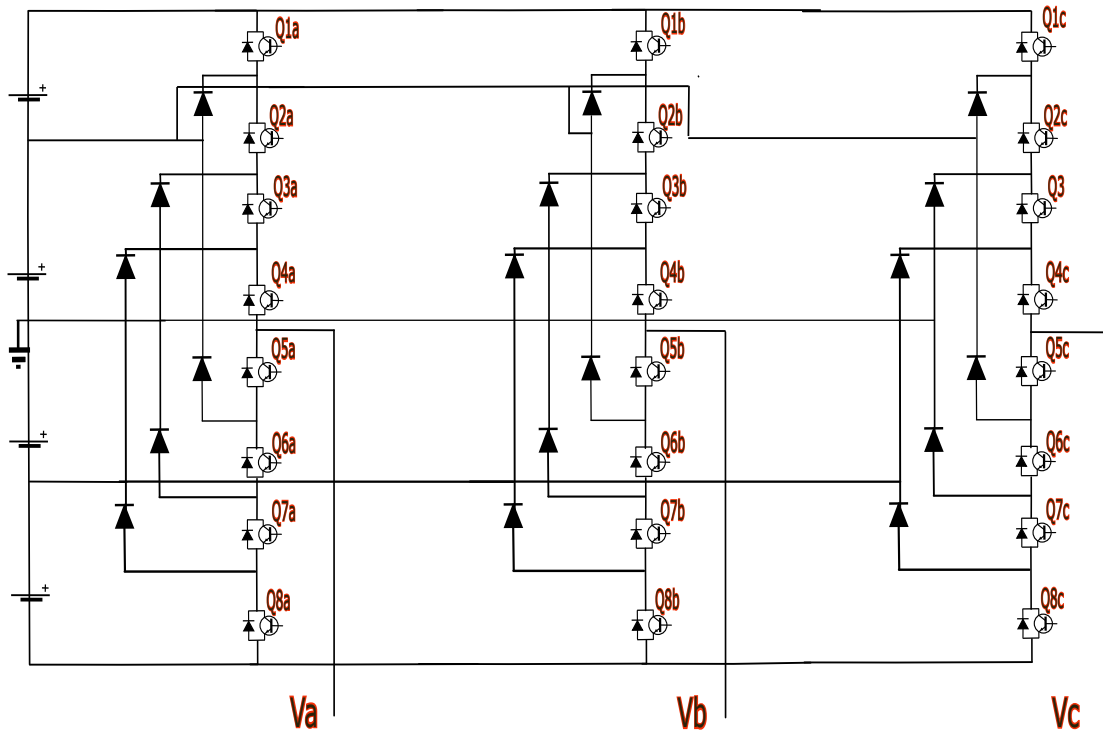 Q1a Q1b Q1c
+
Q2a Q2b Q2c
Q3a Q3b Q3
+
Q4a Q4b Q4c
Q5a Q5b Q5c
+
Q6a Q6b Q6c
Q7a Q7b Q7c
+
Q8a Q8b Q8c
Va Vb Vc